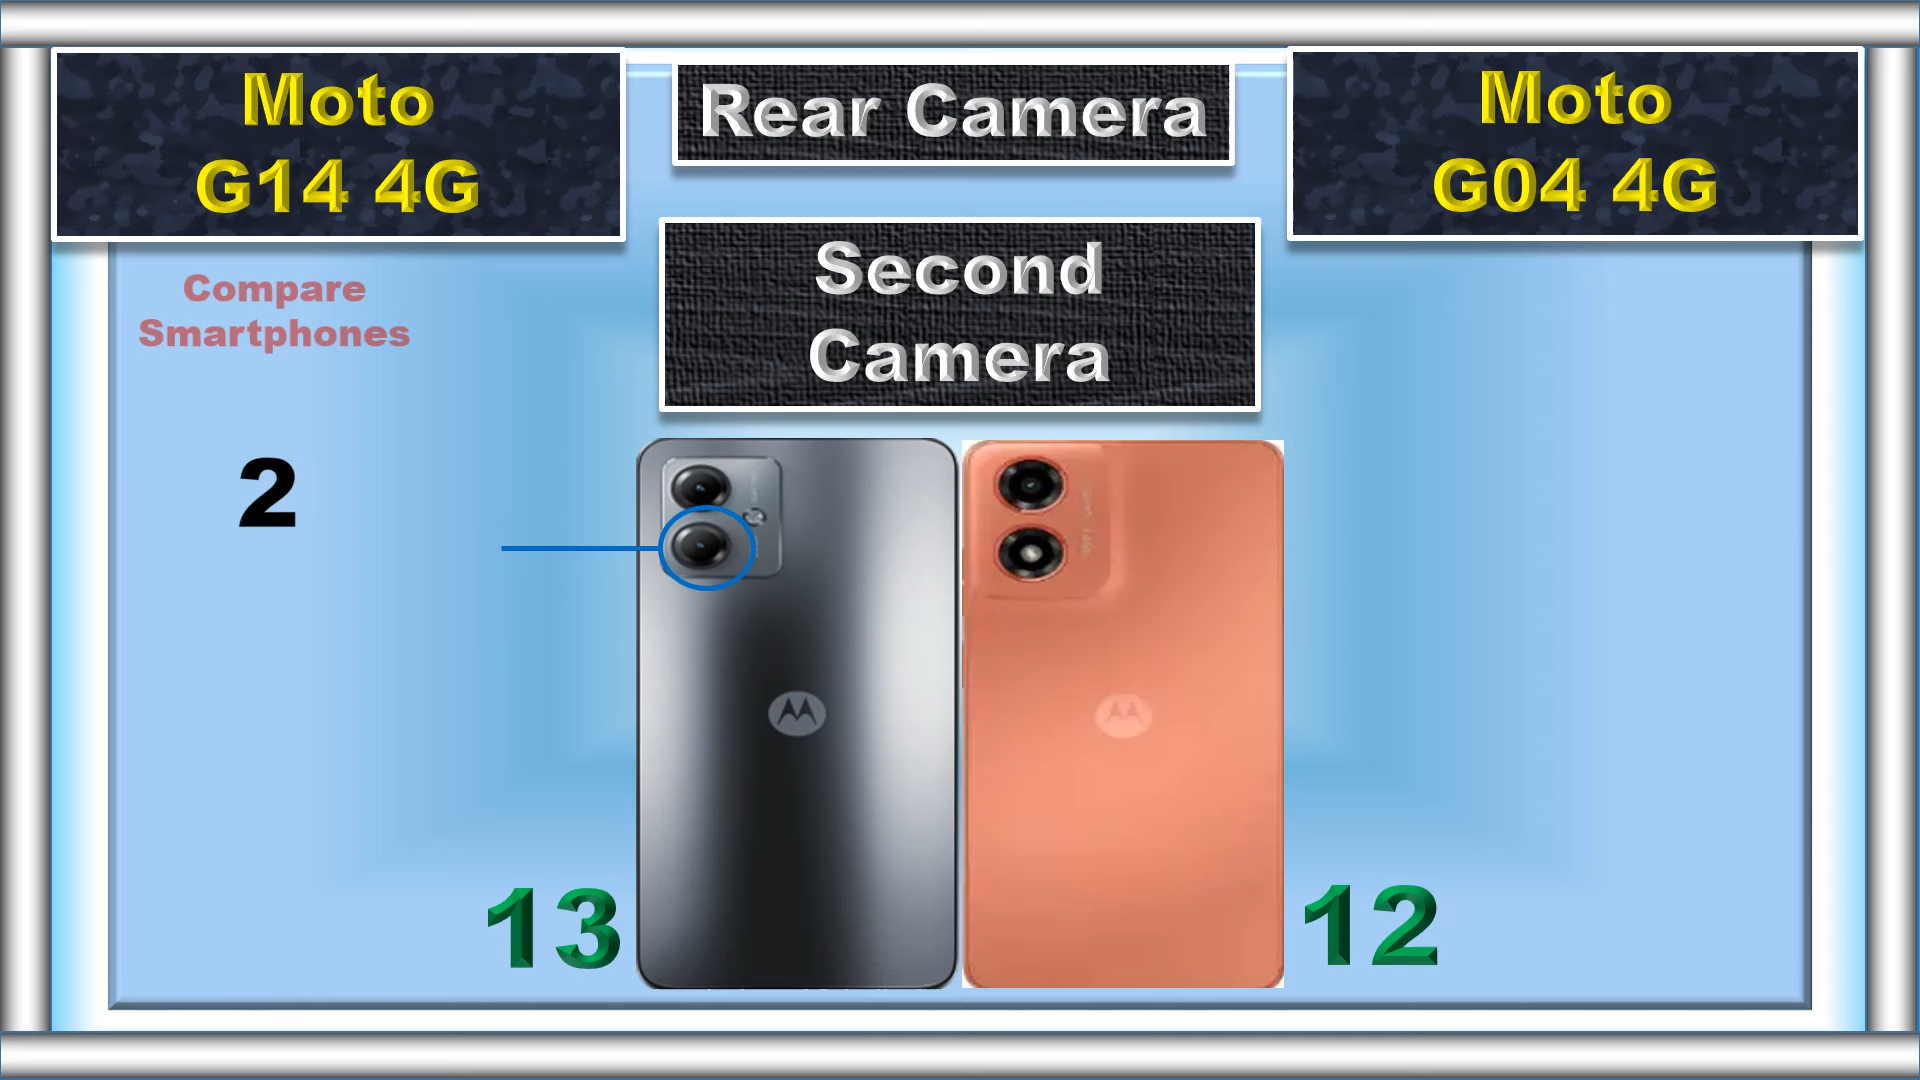 Moto
G14 4G
Rear Camera
Moto
G04 4G
Second
Camera
Compare
Smartphones
2
13
12